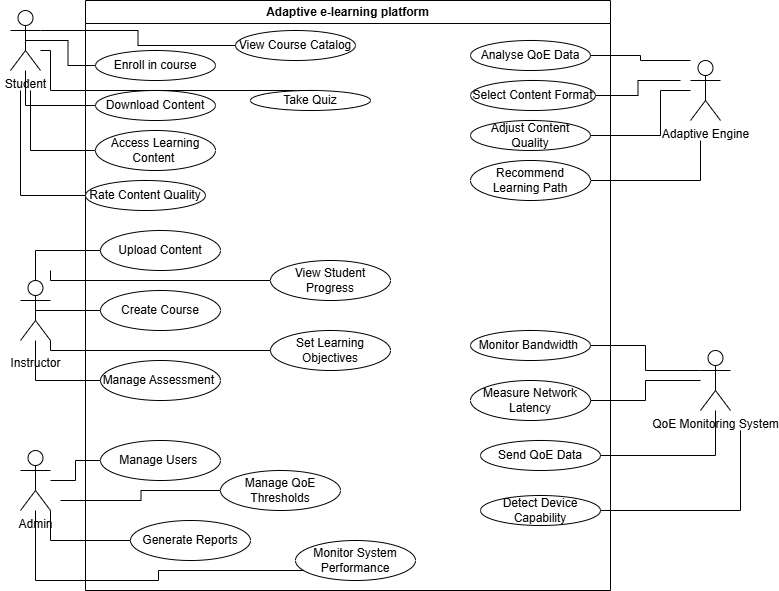 Adaptive e-learning platform
View Course Catalog
Enroll in course
Student
Download Content
Take Quiz
Access Learning
Content
Rate Content Quality
Analyse QoE Data
Select Content Format
Adjust Content
Quality
Adaptive Engine
Recommend
Learning Path
Upload Content
View Student
Progress
Create Course
Instructor
Set Learning
Objectives
Manage Assessment
Monitor Bandwidth
Measure Network
Latency
QoE Monitoring System
Send QoE Data
Detect Device
Capability
Manage Users
Manage QoE
Thresholds
Admin
Generate Reports
Monitor System
Performance